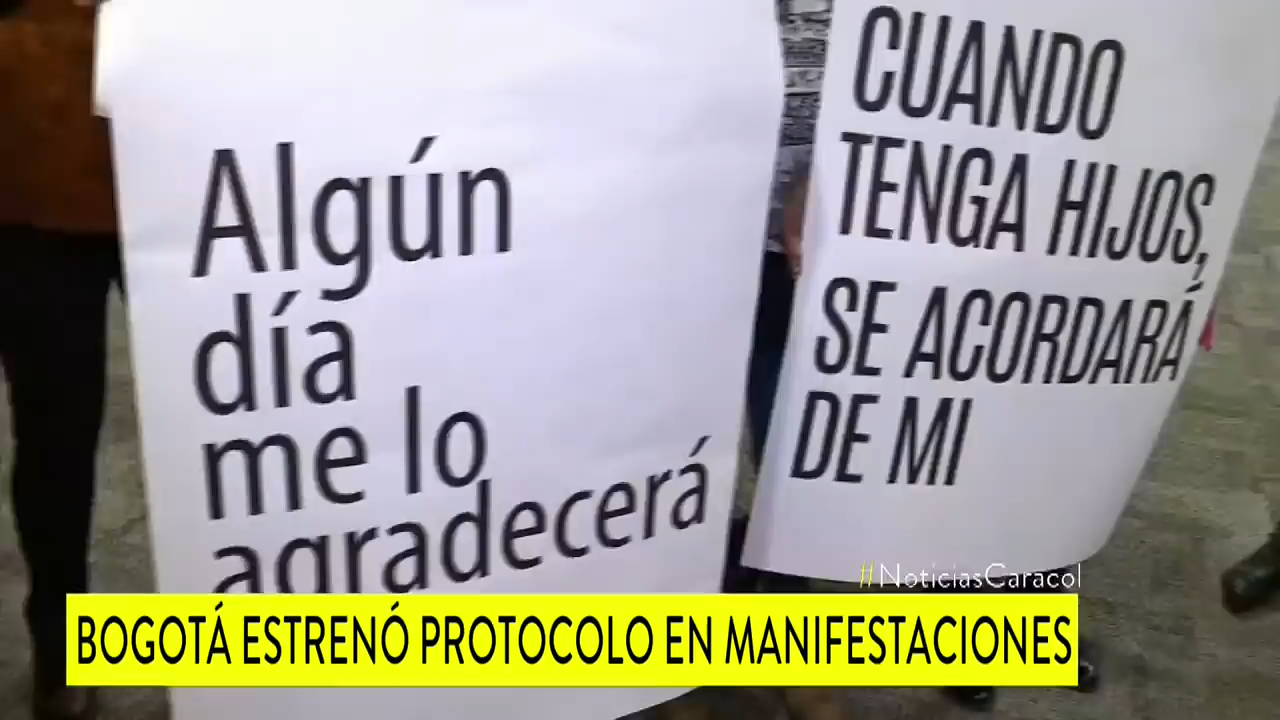 Algún
día
me lo
agradecerá
CUANDO
TENGA HIJOS,
SE ACORDARÁ
DE MI
#NoticiasCaracol
BOGOTÁ ESTRENÓ PROTOCOLO EN MANIFESTACIONES